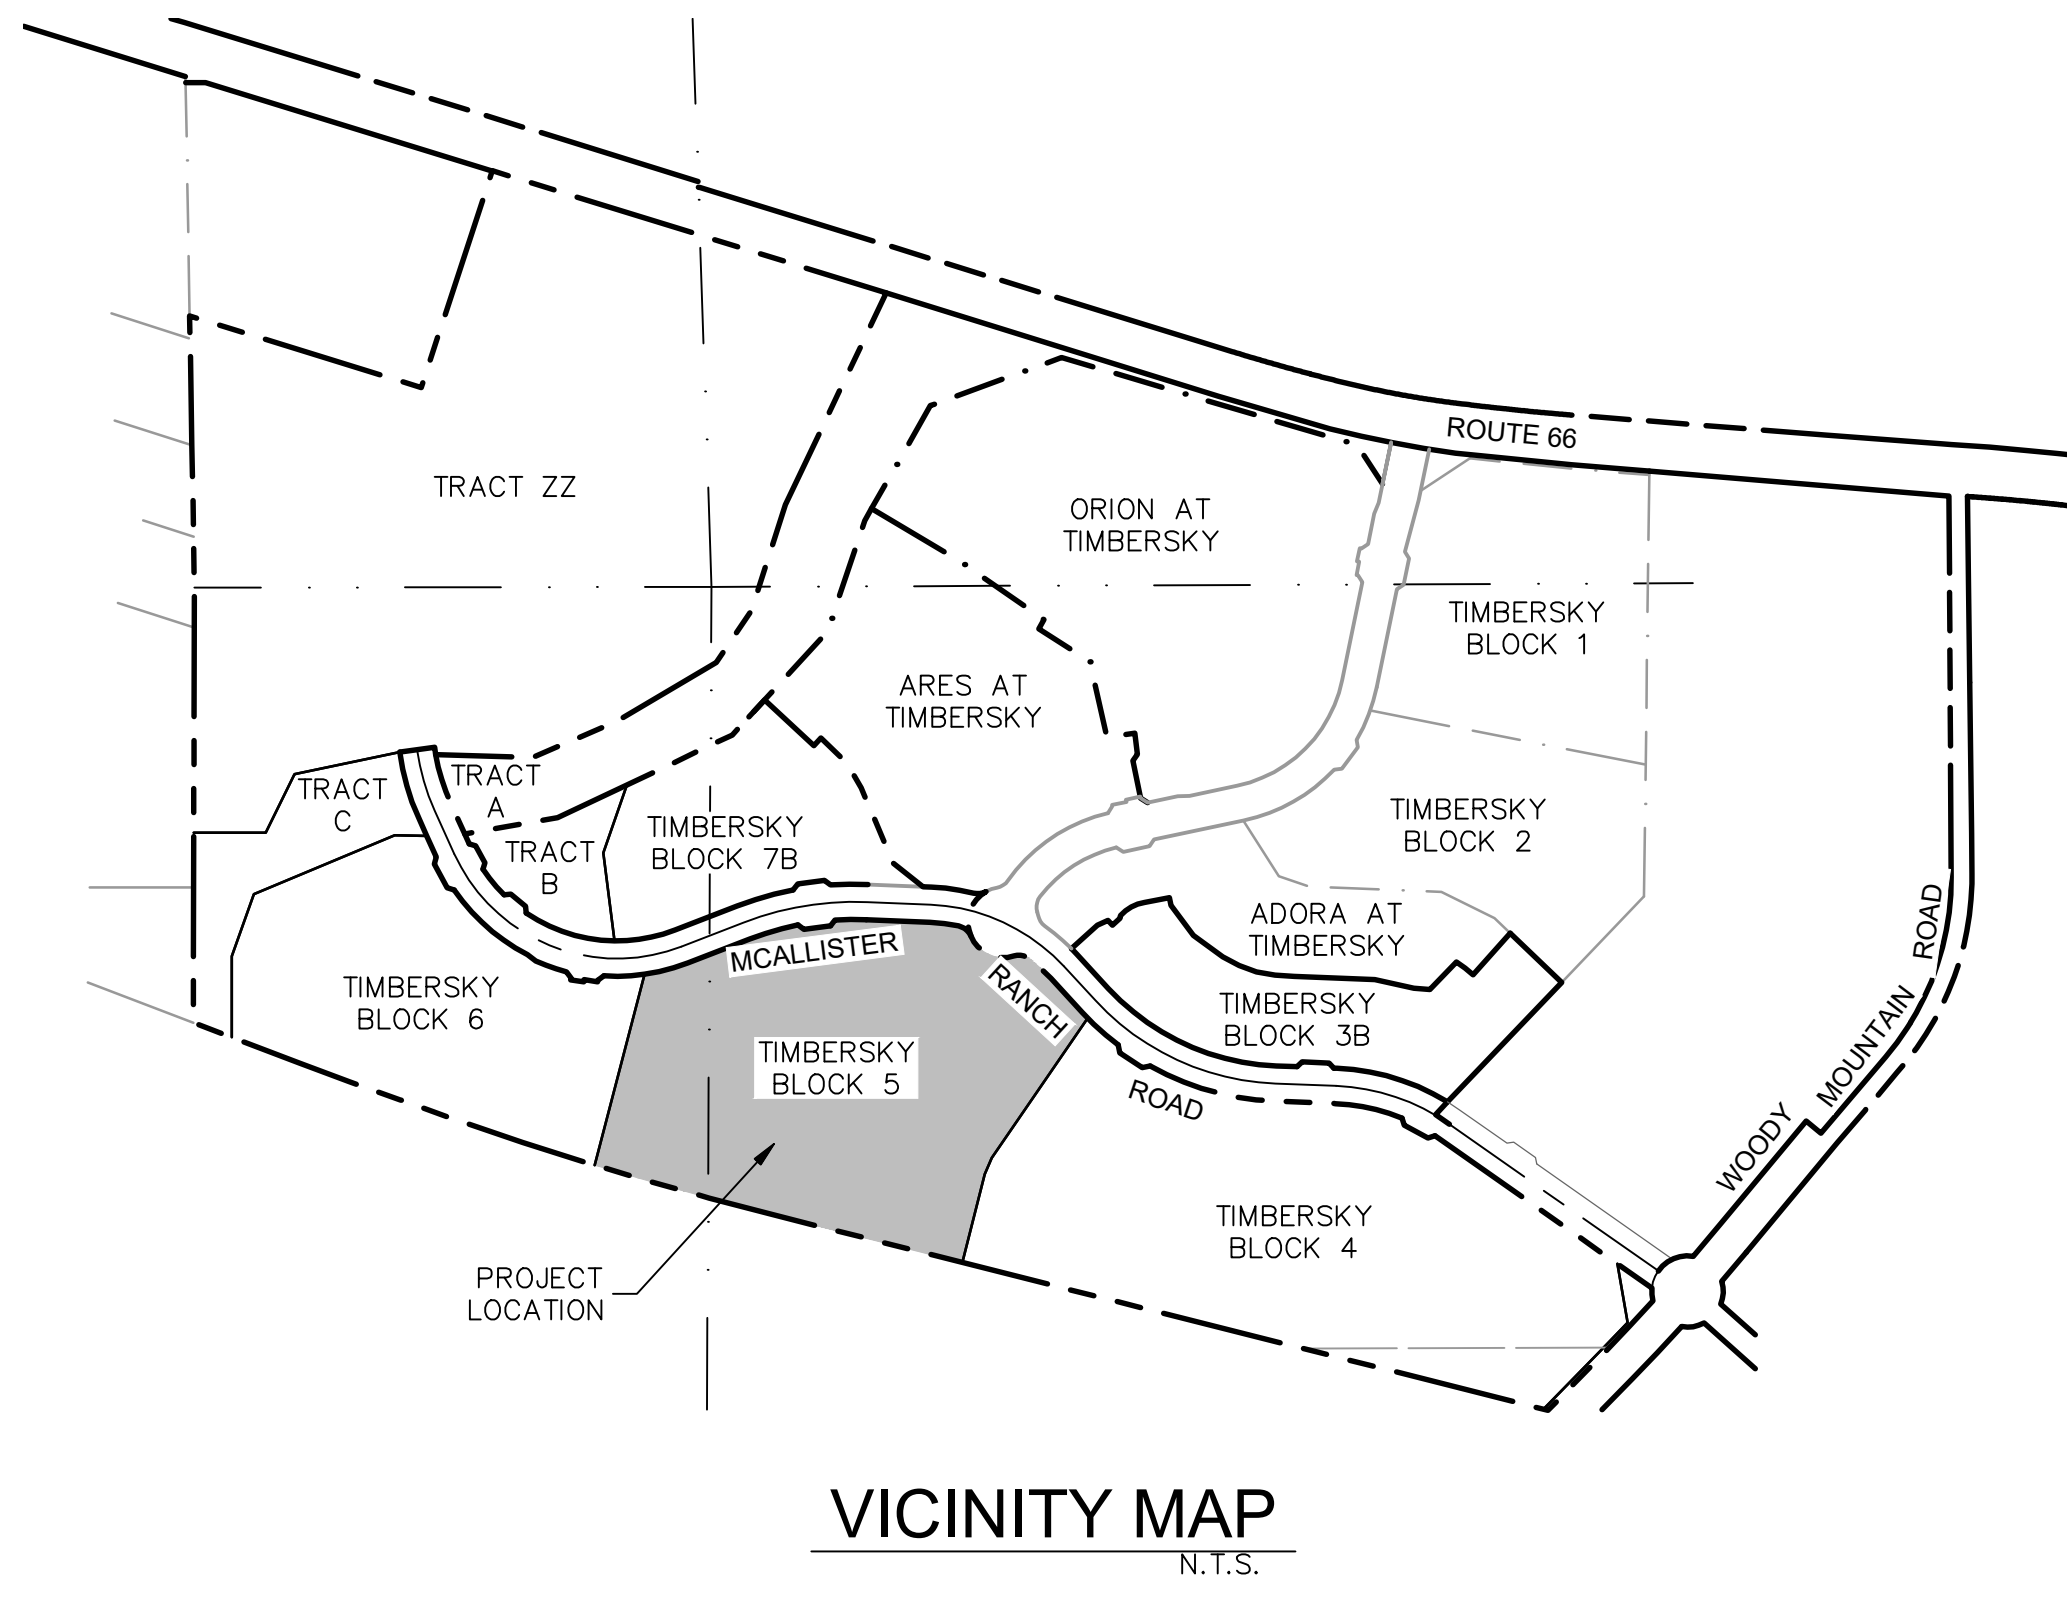 ROUTE 66
TRACT ZZ
ORION AT
TIMBERSKY
TIMBERSKY
BLOCK 1
ARES AT
TIMBERSKY
TRACT
A
TRACT
C
TIMBERSKY
BLOCK 7B
TRACT
B
TIMBERSKY
BLOCK 2
ADORA AT
TIMBERSKY
MCALLISTER
RANCH
ROAD
TIMBERSKY
BLOCK 6
TIMBERSKY
BLOCK 3B
TIMBERSKY
BLOCK 5
WOODY
MOUNTAIN
ROAD
TIMBERSKY
BLOCK 4
PROJECT
LOCATION
VICINITY MAP
N.T.S.